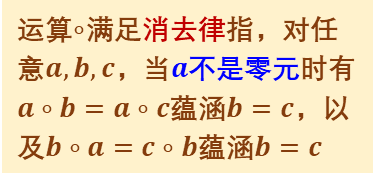 运算∘满足消去律指，对任
意a,b,c，当a不是零元时有
a∘b = a∘c蕴涵b = c，以
及b∘a = c∘b蕴涵b = c